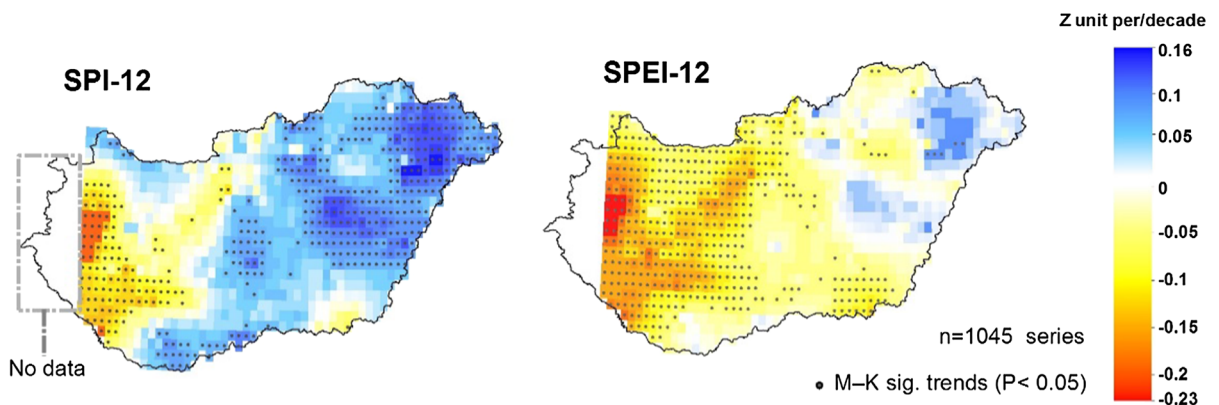 Z unit per/decade
SPI-12
SPEI-12
0.16
0.1
0.05
0
-0.05
-0.1
-0.15
-0.2
-0.23
No data
n=1045 series
M–K sig. trends (P< 0.05)